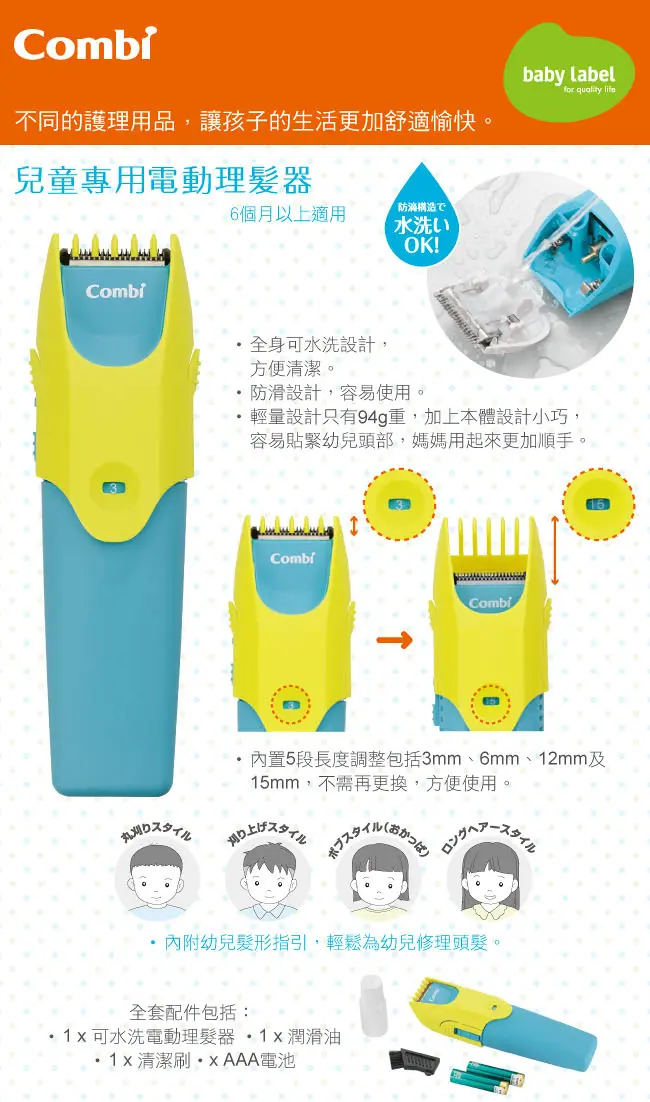 Combi
baby label
for quality life
不同的護理用品，讓孩子的生活更加舒適愉快。
兒童專用電動理髪器
6個月以上適用
防滴構造で
水洗い
OK!
Combi
・全身可水洗設計，
方便清潔。
・防滑設計，容易使用。
・輕量設計只有94g重，加上本體設計小巧，
容易貼緊幼兒頭部，媽媽用起來更加順手。
3
3
15
Combi
Combi
3
15
・內置5段長度調整包括3mm、6mm、12mm及
15mm，不需再更換，方便使用。
丸刈りスタイル
刈り上げスタイル
ボブスタイル（おかっぱ）
ロングヘアースタイル
・內附幼兒髮形指引，輕鬆為幼兒修理頭髮。
全套配件包括：
・1 x 可水洗電動理髪器 ・1 x 潤滑油
・1 x 清潔刷・x AAA電池
Combi